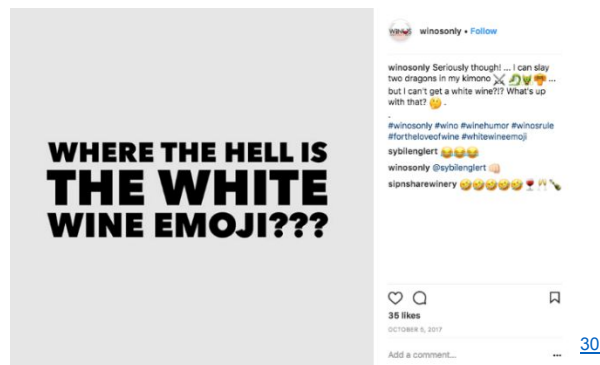 WHERE THE HELL IS
THE WHITE
WINE EMOJI???
winosonly • Follow
winosonly Seriously though! ... I can slay
two dragons in my kimono ⚔️ 🐉🐲👘 ...
but I can't get a white wine?!? What's up
with that? 🤔 .
.
#winosonly #wino #winehumor #winosrule
#fortheloveofwine #whitewineemoji
sybilenglert 😂😂😂
winosonly @sybilenglert 👊🏻
sipnsharewinery 🤣🤣🤣🤣🤣🍷🥂🍾
35 likes
OCTOBER 5, 2017
Add a comment...
30